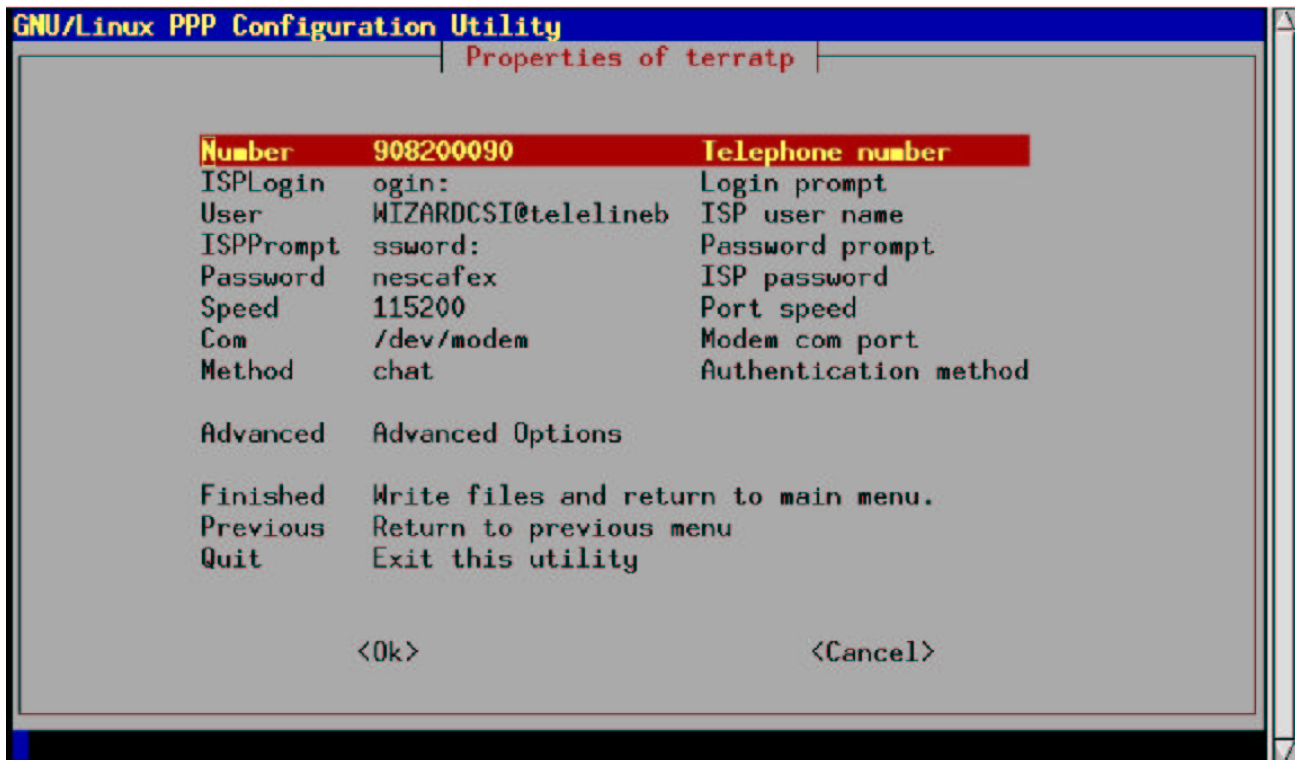 GNU/Linux PPP Configuration Utility
Properties of terratp
Number 908200090 Telephone number
ISPLogin ogin: Login prompt
User WIZARDCSI@telelineb ISP user name
ISPPrompt ssword: Password prompt
Password nescafex ISP password
Speed 115200 Port speed
Com /dev/modem Modem com port
Method chat Authentication method
Advanced Advanced Options
Finished Write files and return to main menu.
Previous Return to previous menu
Quit Exit this utility
<Ok> <Cancel>